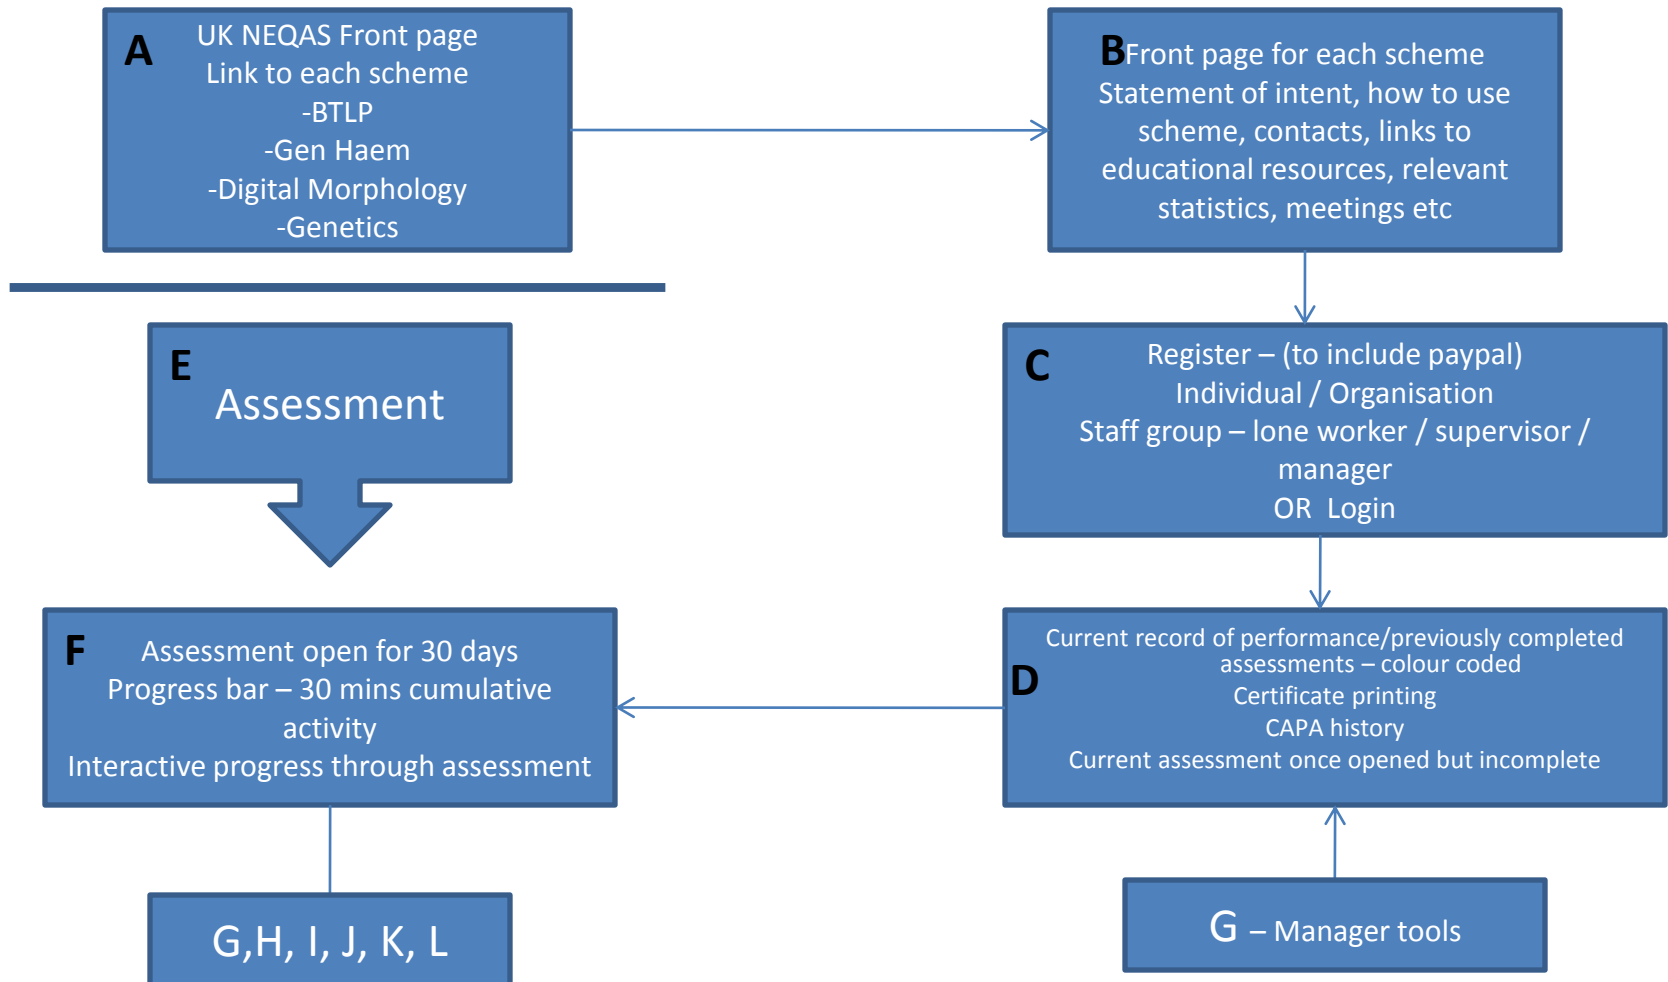 A
UK NEQAS Front page
Link to each scheme
-BTLP
-Gen Haem
-Digital Morphology
-Genetics
B
Front page for each scheme
Statement of intent, how to use
scheme, contacts, links to
educational resources, relevant
statistics, meetings etc
E
Assessment
C
Register – (to include paypal)
Individual / Organisation
Staff group – lone worker / supervisor /
manager
OR Login
F
Assessment open for 30 days
Progress bar – 30 mins cumulative
activity
Interactive progress through assessment
D
Current record of performance/previously completed
assessments – colour coded
Certificate printing
CAPA history
Current assessment once opened but incomplete
G,H, I, J, K, L
G – Manager tools